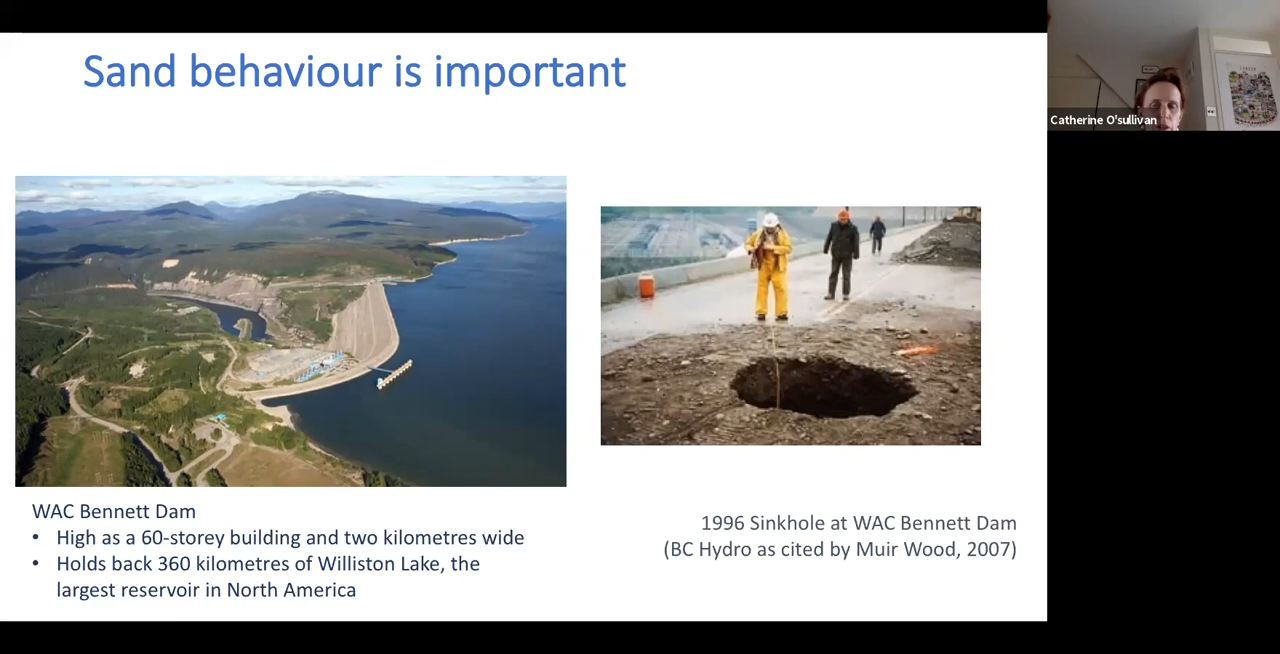 Sand behaviour is important
Catherine O'sullivan
WAC Bennett Dam
• High as a 60-storey building and two kilometres wide
• Holds back 360 kilometres of Williston Lake, the
largest reservoir in North America
1996 Sinkhole at WAC Bennett Dam
(BC Hydro as cited by Muir Wood, 2007)